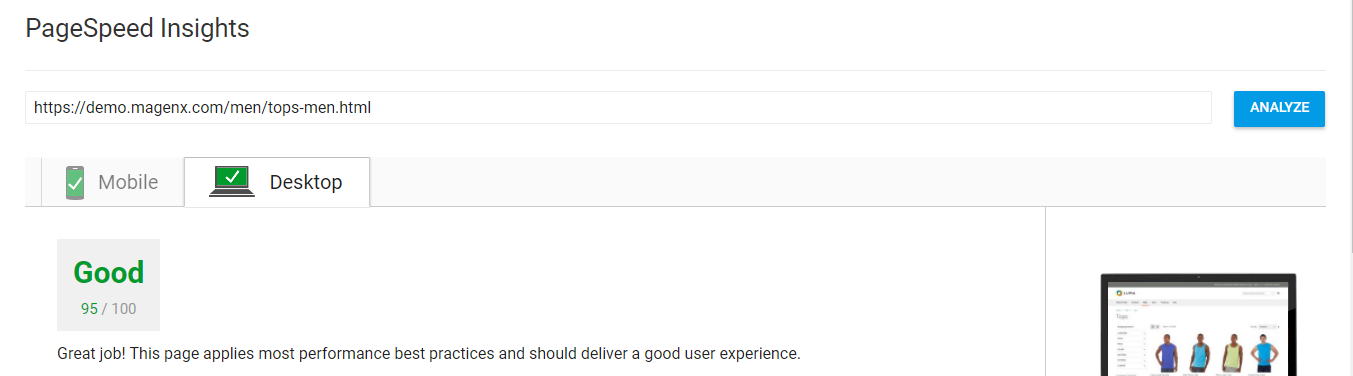 PageSpeed Insights
https://demo.magenx.com/men/tops-men.html
ANALYZE
Mobile
Desktop
Good
95 / 100
Great job! This page applies most performance best practices and should deliver a good user experience.
LUMA
Tops